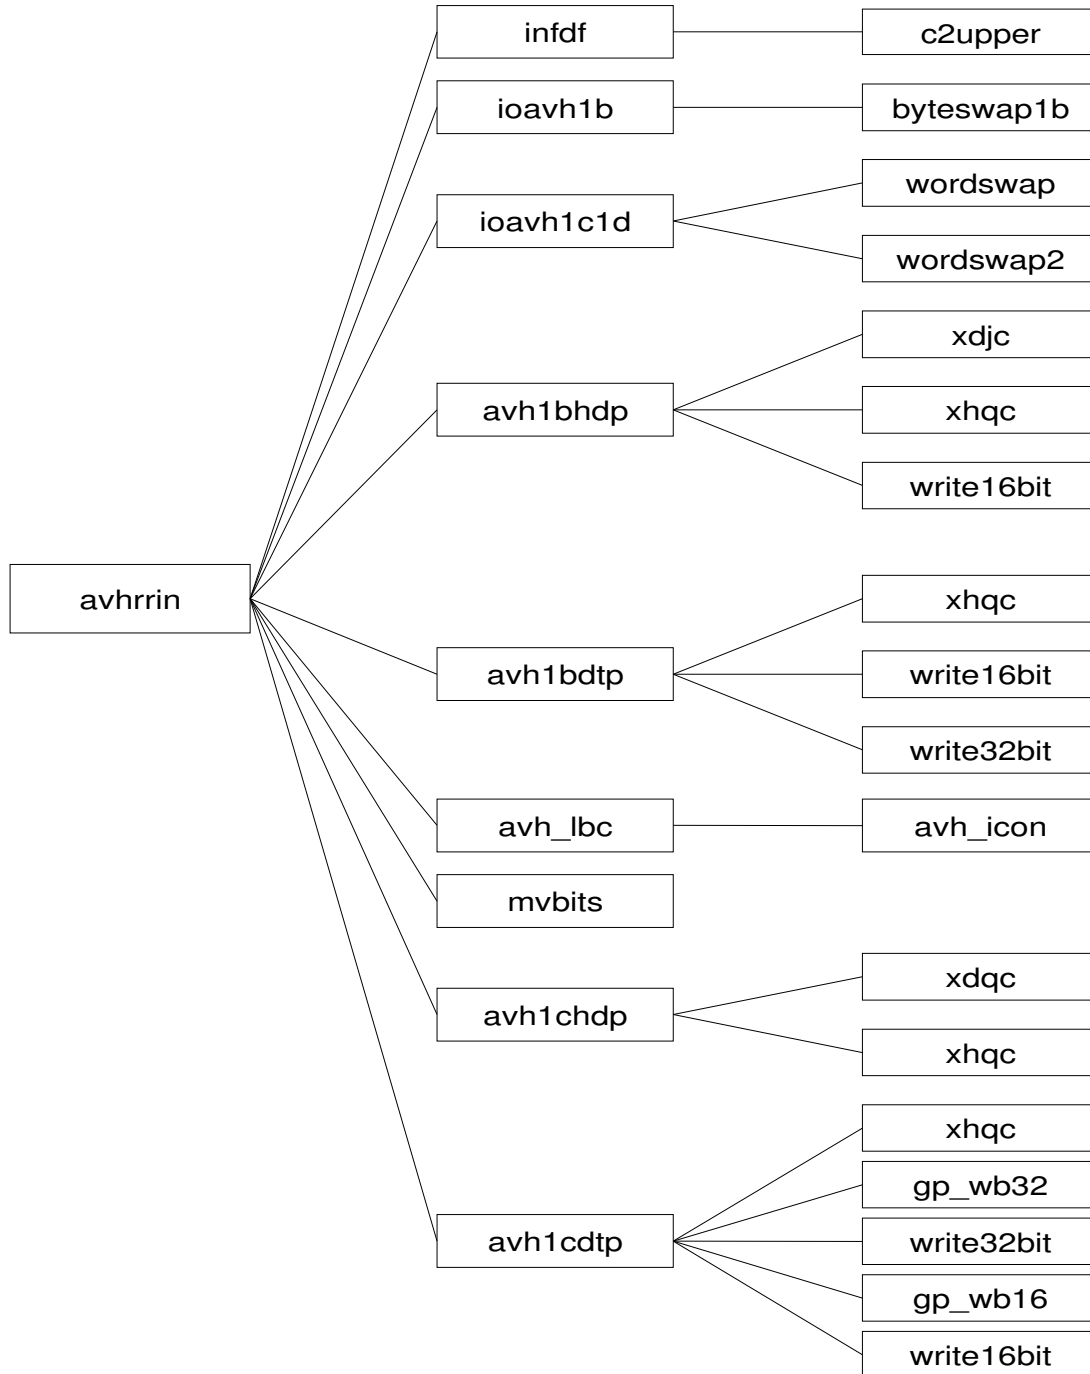 infdf
c2upper
ioavh1b
byteswap1b
wordswap
ioavh1c1d
wordswap2
xdjc
avh1bhdp
xhqc
write16bit
avhrrin
xhqc
avh1bdtp
write16bit
write32bit
avh_lbc
avh_icon
mvbits
xdqc
avh1chdp
xhqc
xhqc
gp_wb32
avh1cdtp
write32bit
gp_wb16
write16bit